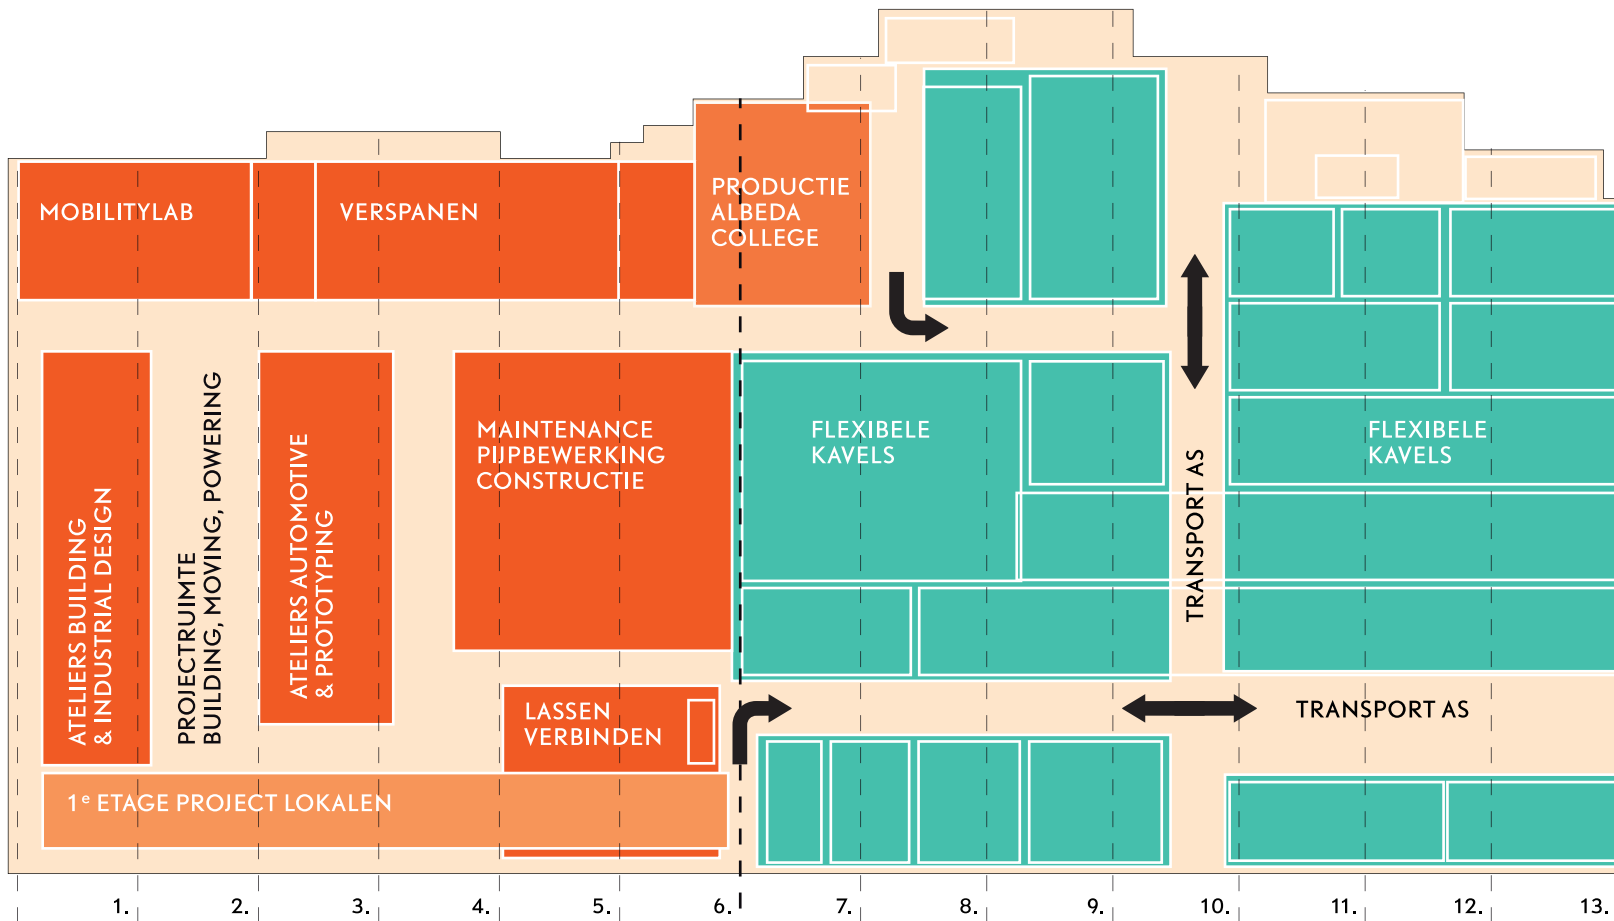 MOBILITYLAB
VERSPANEN
PRODUCTIE
ALBEDA
COLLEGE
ATELIERS BUILDING
& INDUSTRIAL DESIGN
PROJECTRUIMTE
BUILDING, MOVING, POWERING
ATELIERS AUTOMOTIVE
& PROTOTYPING
MAINTENANCE
PIJPBEWERKING
CONSTRUCTIE
FLEXIBELE
KAVELS
TRANSPORT AS
FLEXIBELE
KAVELS
LASSEN
VERBINDEN
TRANSPORT AS
1e ETAGE PROJECT LOKALEN
1. 2. 3. 4. 5. 6. 7. 8. 9. 10. 11. 12. 13.